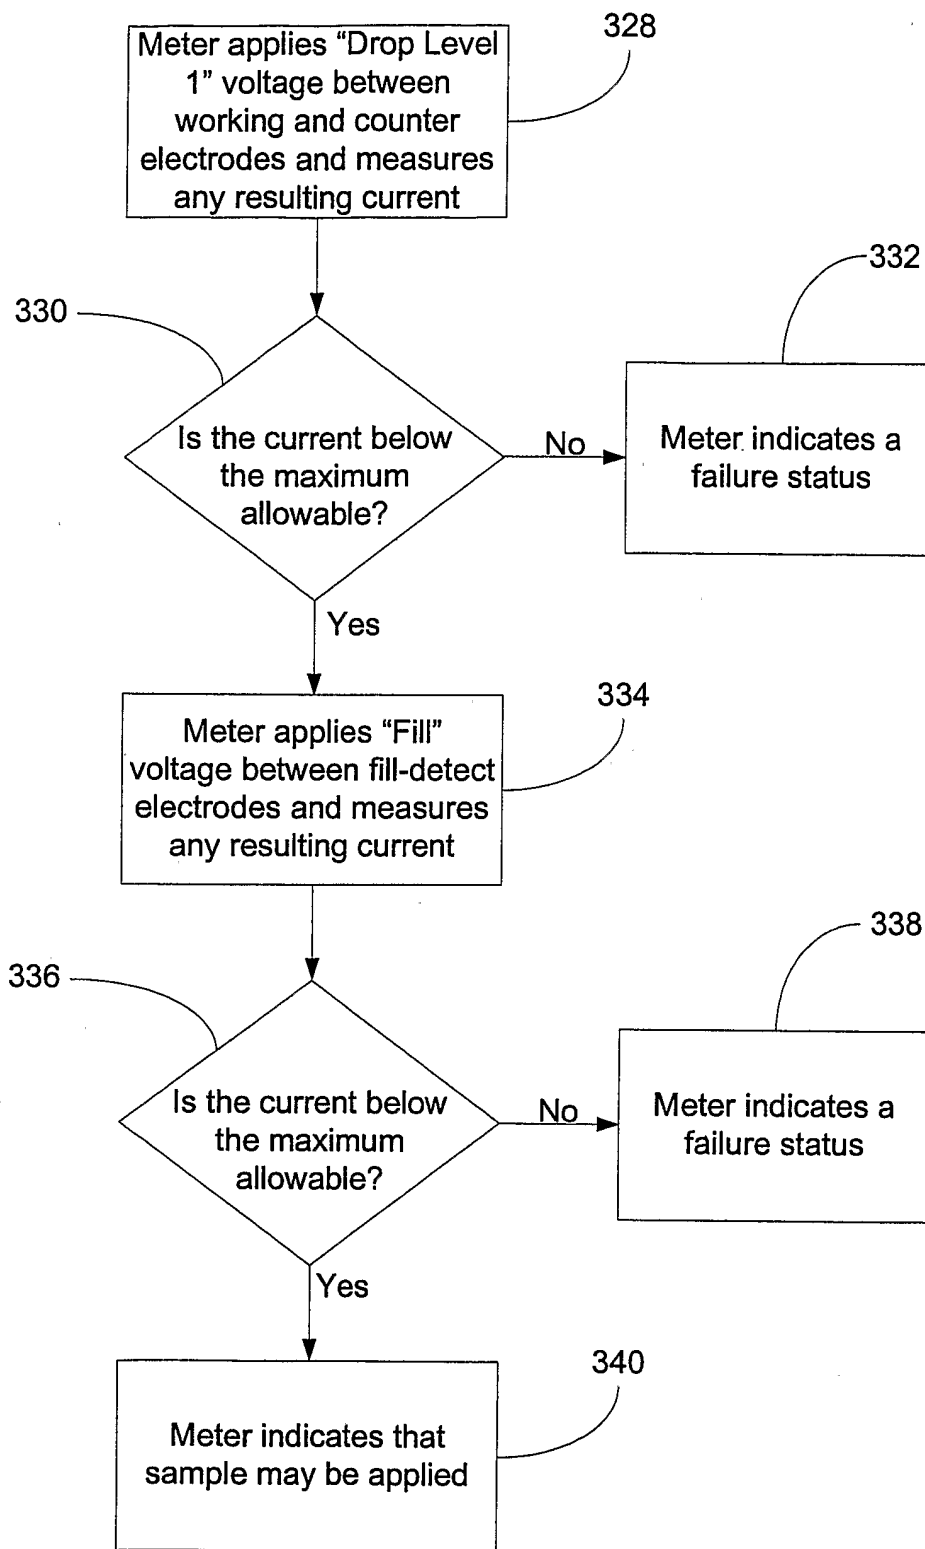 328
Meter applies “Drop Level
1” voltage between
working and counter
electrodes and measures
any resulting current
332
330
Is the current below
the maximum
allowable?
No
Meter indicates a
failure status
Yes
334
Meter applies “Fill”
voltage between fill-detect
electrodes and measures
any resulting current
338
336
Is the current below
the maximum
allowable?
No
Meter indicates a
failure status
Yes
340
Meter indicates that
sample may be applied